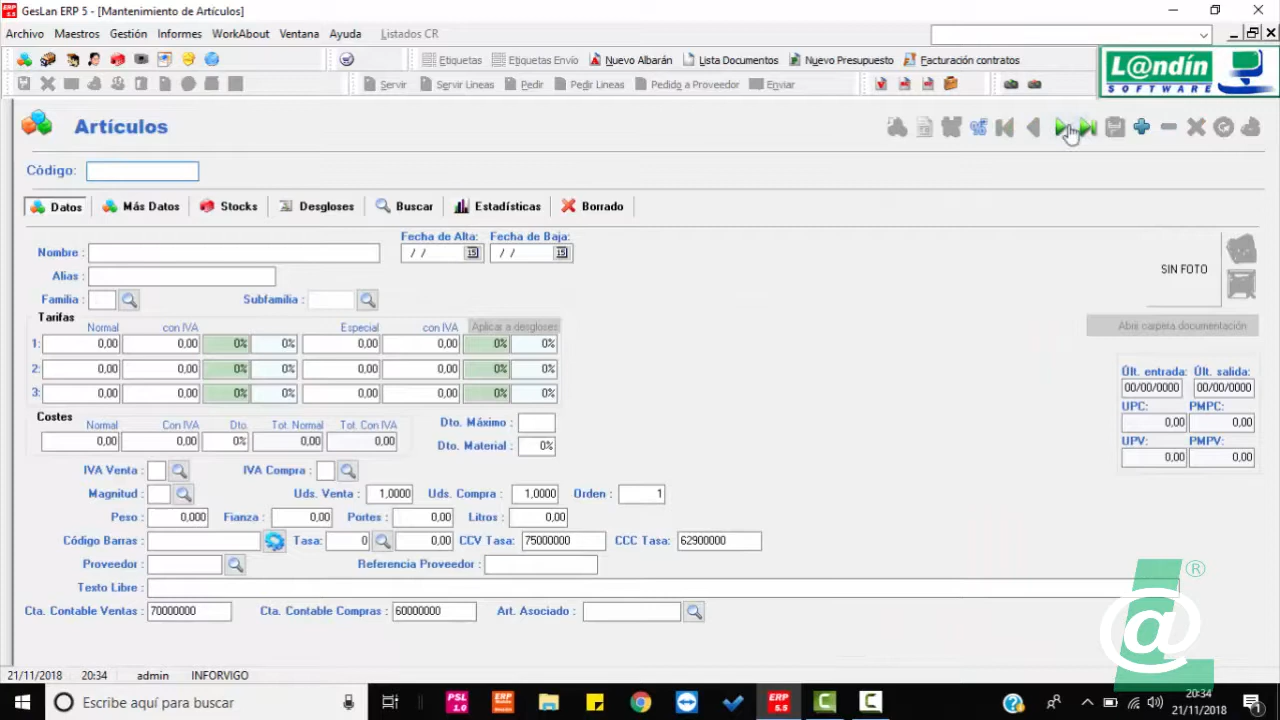 GesLan ERP 5 - [Mantenimiento de Artículos]
Archivo Maestros Gestión Informes WorkAbout Ventana Ayuda Listados CR
Etiquetas Etiquetas Envío Nuevo Albarán Lista Documentos Nuevo Presupuesto Facturación contratos
L@ndín
SOFTWARE
Servir Servir Lineas Pedir Pedir Lineas Pedido a Proveedor Enviar
Artículos
Código:
Datos Más Datos Stocks Desgloses Buscar Estadísticas Borrado
Fecha de Alta: Fecha de Baja:
Nombre : / / 15 / / 15
Alias:
SIN FOTO
Familia : Subfamilia :
Tarifas
Normal con IVA Especial con IVA Aplicar a desgloses
Abrir carpeta documentación
1: 0,00 0,00 0% 0% 0,00 0,00 0% 0%
2: 0,00 0,00 0% 0% 0,00 0,00 0% 0%
3: 0,00 0,00 0% 0% 0,00 0,00 0% 0%
Últ. entrada: Últ. salida:
00/00/0000 00/00/0000
UPC: PMPC:
0,00 0,00
UPV: PMPV:
0,00 0,00
Costes
Normal Con IVA Dto. Tot. Normal Tot. Con IVA
0,00 0,00 0% 0,00 0,00
Dto. Máximo :
Dto. Material : 0%
IVA Venta : IVA Compra :
Magnitud : Uds. Venta : 1,0000 Uds. Compra : 1,0000 Orden : 1
Peso : 0,000 Fianza : 0,00 Portes : 0,00 Litros : 0,00
Código Barras : Tasa: 0 0,00 CCV Tasa: 75000000 CCC Tasa: 62900000
Proveedor : Referencia Proveedor :
Texto Libre :
Cta. Contable Ventas : 70000000 Cta. Contable Compras : 60000000 Art. Asociado :
@ ®
21/11/2018 20:34 admin INFORVIGO
Escribe aquí para buscar
PSL 1.0
ERP
ERP 5.5
20:34
21/11/2018
1